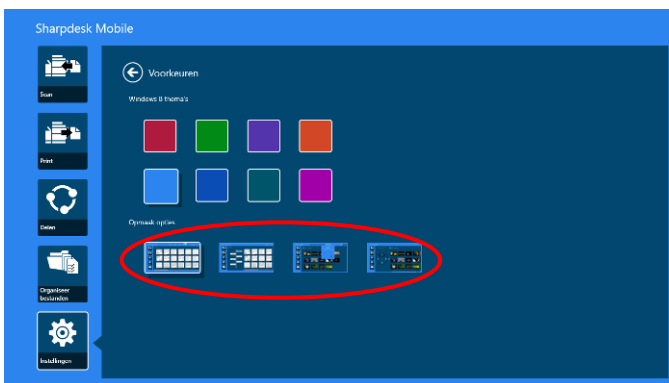 Sharpdesk Mobile
Voorkeuren
Scan
Windows 8 thema's
Print
Delen
Opmaak opties
Organiseer
bestanden
Instellingen